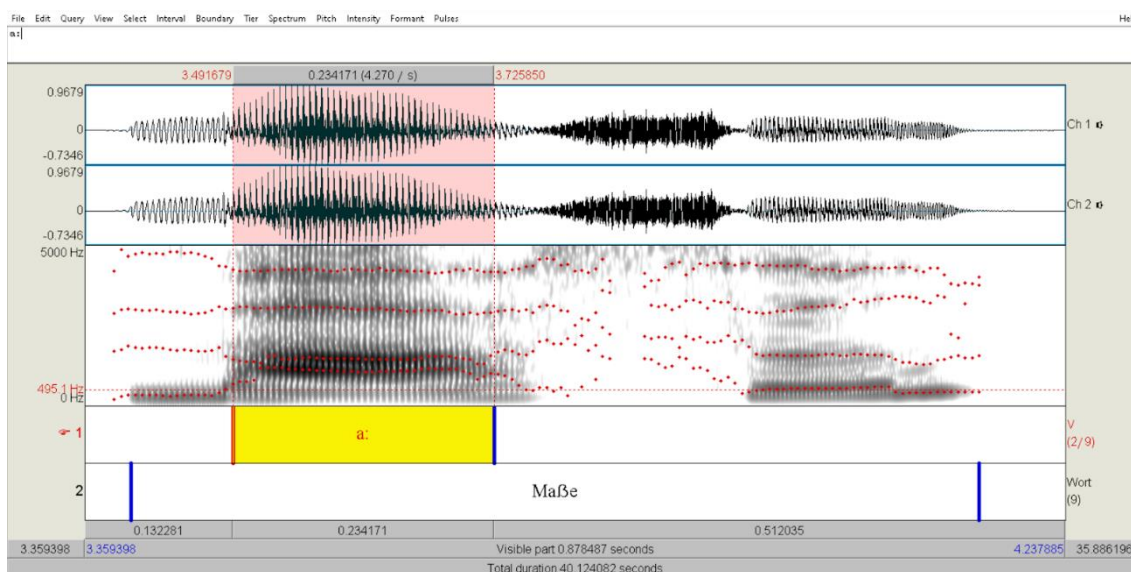 File Edit Query View Select Interval Boundary Tier Spectrum Pitch Intensity Formant Pulses Hel
a:
3.491679 0.234171 (4.270 / s) 3.725850
0.9679
0
-0.7346
Ch 1
0.9679
0
-0.7346
Ch 2
5000 Hz
495.1 Hz
0 Hz
1 a: V
(2/9)
2 Maße Wort
(9)
0.132281 0.234171 0.512035
3.359398 3.359398 Visible part 0.878487 seconds 4.237885 35.886196
Total duration 40.124082 seconds